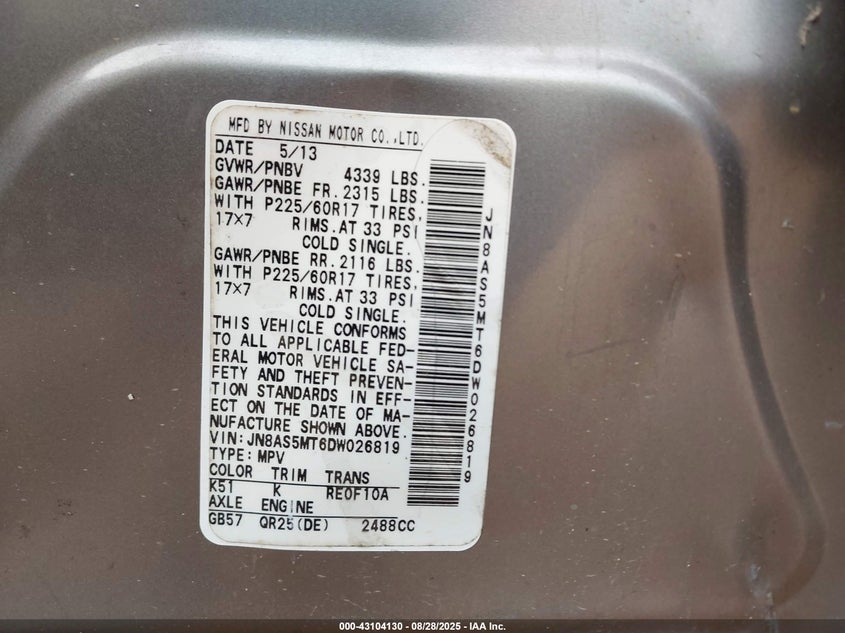 MFD BY NISSAN MOTOR CO.,LTD.
DATE 5/13
GVWR/PNBV 4339 LBS.
GAWR/PNBE FR. 2315 LBS.
WITH P225/60R17 TIRES,
17×7 RIMS.AT 33 PSI
COLD SINGLE.
GAWR/PNBE RR. 2116 LBS.
WITH P225/60R17 TIRES,
17×7 RIMS.AT 33 PSI
COLD SINGLE.
THIS VEHICLE CONFORMS
TO ALL APPLICABLE FED-
ERAL MOTOR VEHICLE SA-
FETY AND THEFT PREVEN-
TION STANDARDS IN EFF-
ECT ON THE DATE OF MA-
NUFACTURE SHOWN ABOVE.
VIN:JN8AS5MT6DW026819
TYPE: MPV
COLOR TRIM TRANS
K51 K RE0F10A
AXLE ENGINE
GB57 QR25(DE) 2488CC
JN8AS5MT6DW026819
000-43104130 - 08/28/2025 - IAA Inc.